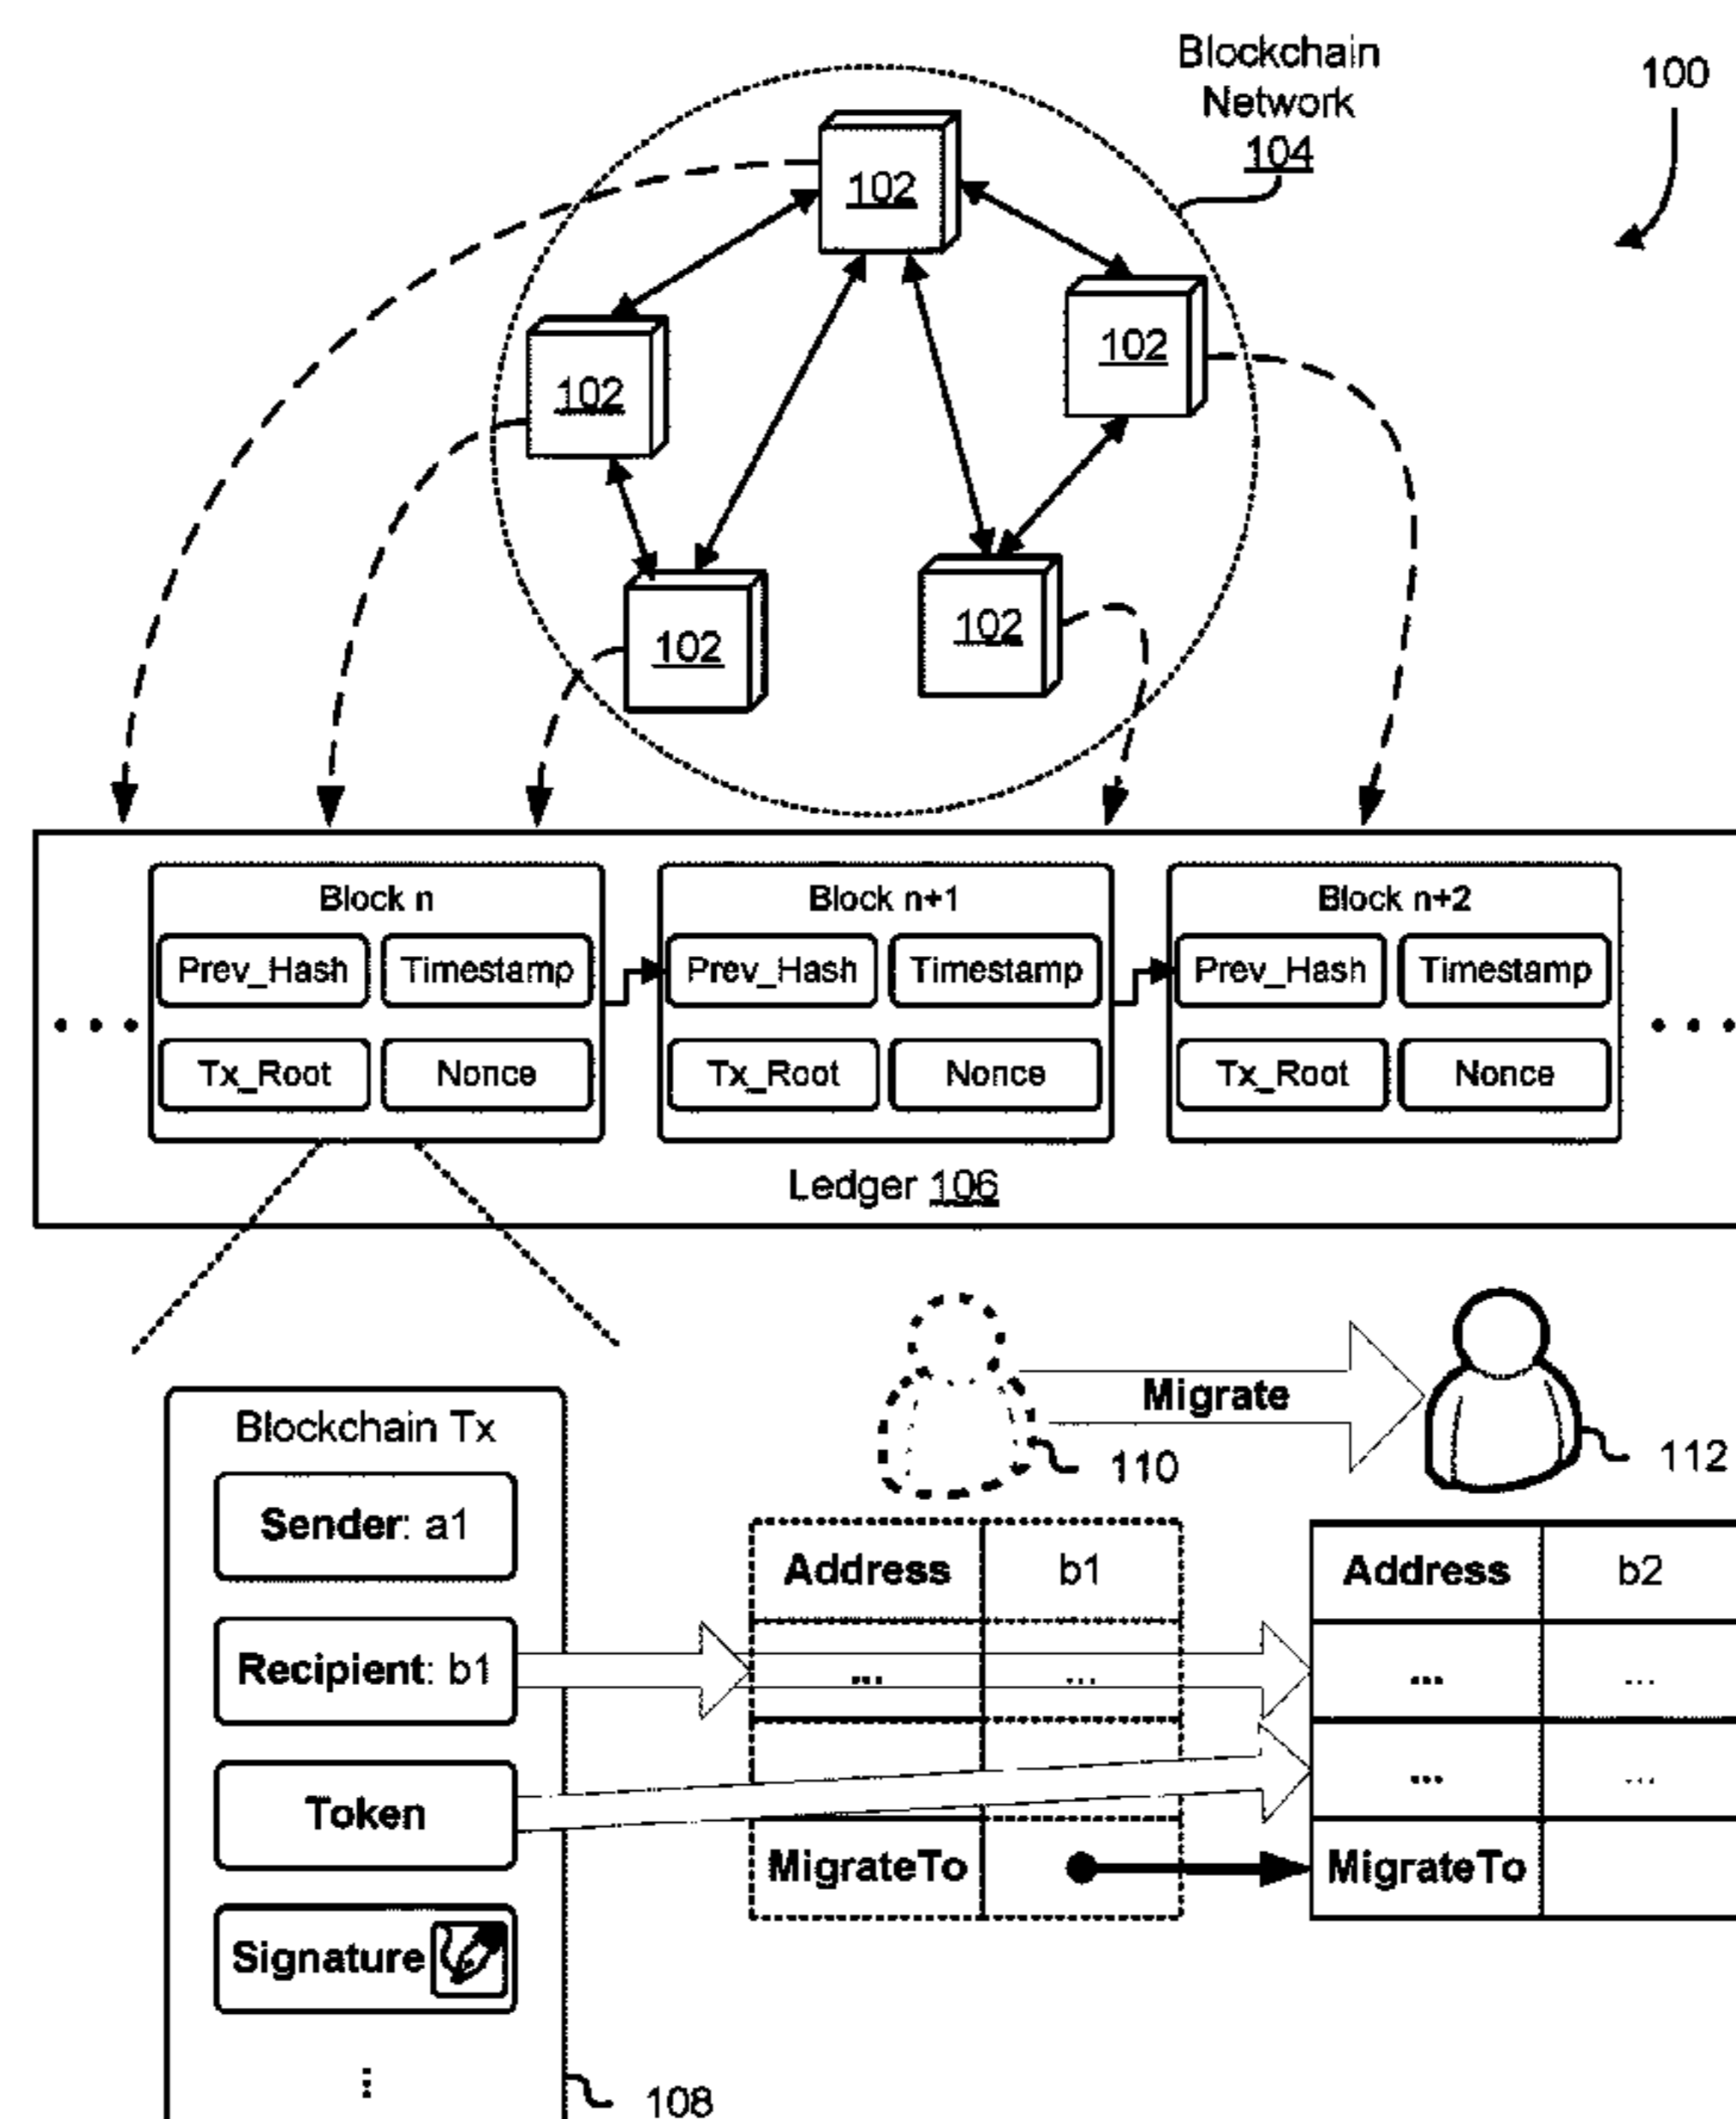 Blockchain
Network
104
100
102
102
102
102
102
Block n
Prev_Hash Timestamp
Tx_Root Nonce
Block n+1
Prev_Hash Timestamp
Tx_Root Nonce
Block n+2
Prev_Hash Timestamp
Tx_Root Nonce
Ledger 106
Blockchain Tx
Sender: a1
Recipient: b1
Token
Signature
108
Migrate
110
112
Address b1
... ...
MigrateTo
Address b2
... ...
... ...
MigrateTo